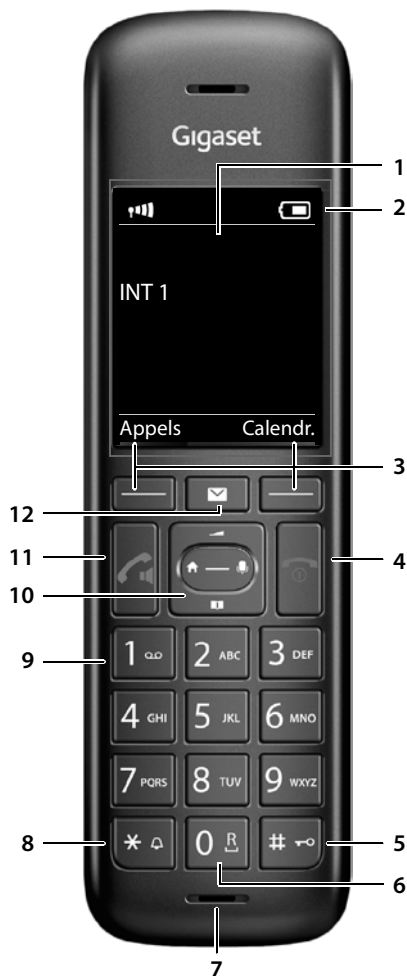 Gigaset
1
2
INT 1
Appels Calendr.
3
12
11
4
10
9
1 2 ABC 3 DEF
4 GHI 5 JKL 6 MNO
7 PQRS 8 TUV 9 WXYZ
8
* 0 R #
5
6
7